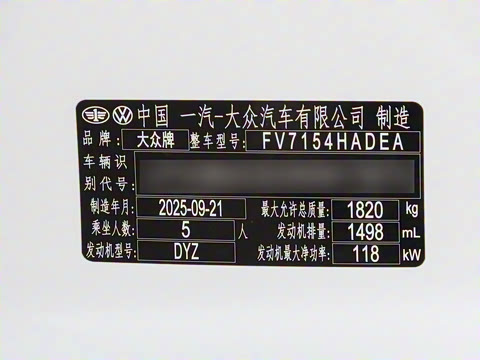 中国 一汽-大众汽车有限公司 制造
品牌: 大众牌 整车型号: FV7154HADEA
车辆识
别代号:
制造年月: 2025-09-21 最大允许总质量: 1820 kg
乘坐人数: 5 人 发动机排量: 1498 mL
发动机型号: DYZ 发动机最大净功率: 118 kW